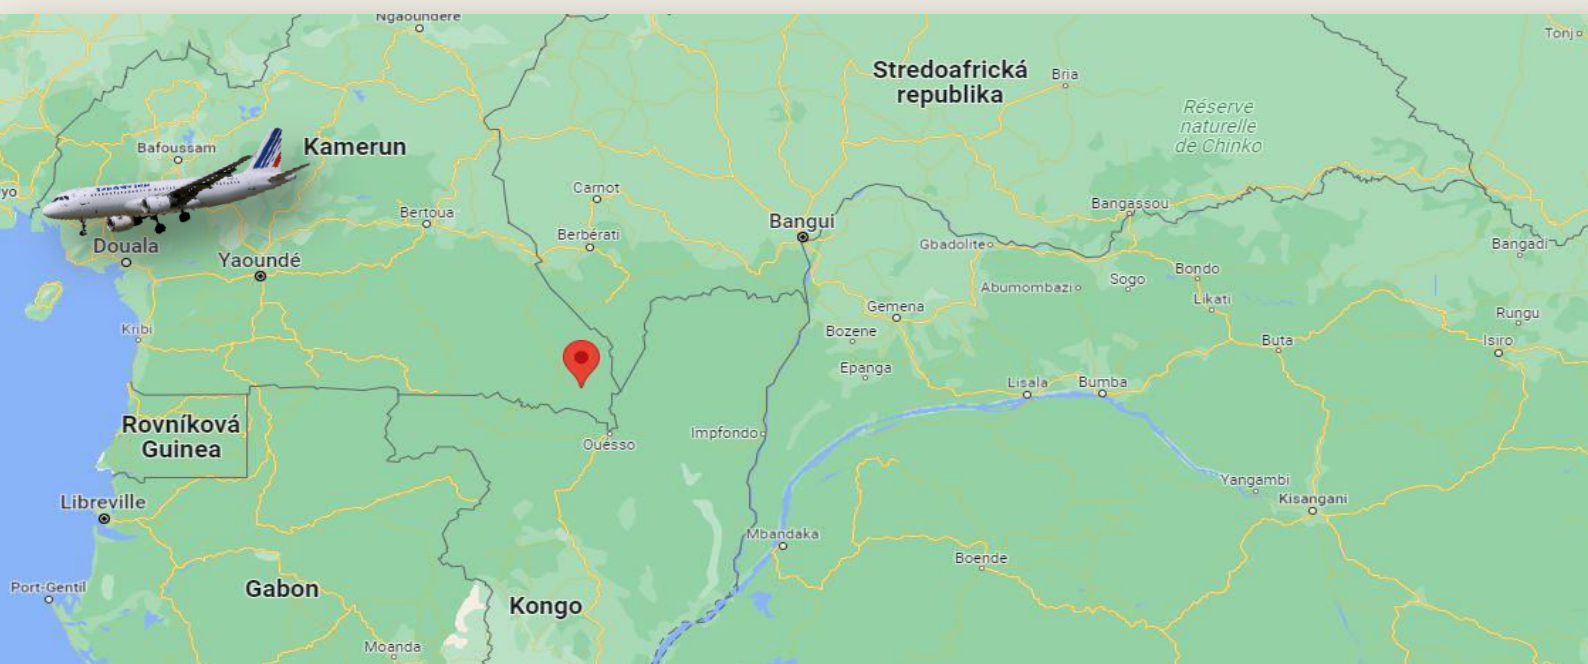 Ngaoundere
Tonj
Stredoafrická
republika
Bria
Réserve
naturelle
de Chinko
Bafoussam
Kamerun
yo
Carnot
Bertoua
Bangassou
Bangui
Berbérati
Gbadolite
Bangadi
Douala
Yaoundé
Bondo
Sogo
Abumombazi
Likati
Gemena
Rungu
Kribi
Bozene
Buta
Isiro
Epanga
Lisala
Bumba
Rovníková
Guinea
Impfondo
Ouésso
Yangambi
Kisangani
Libreville
Mbandaka
Boende
Port-Gentil
Gabon
Kongo
Moanda